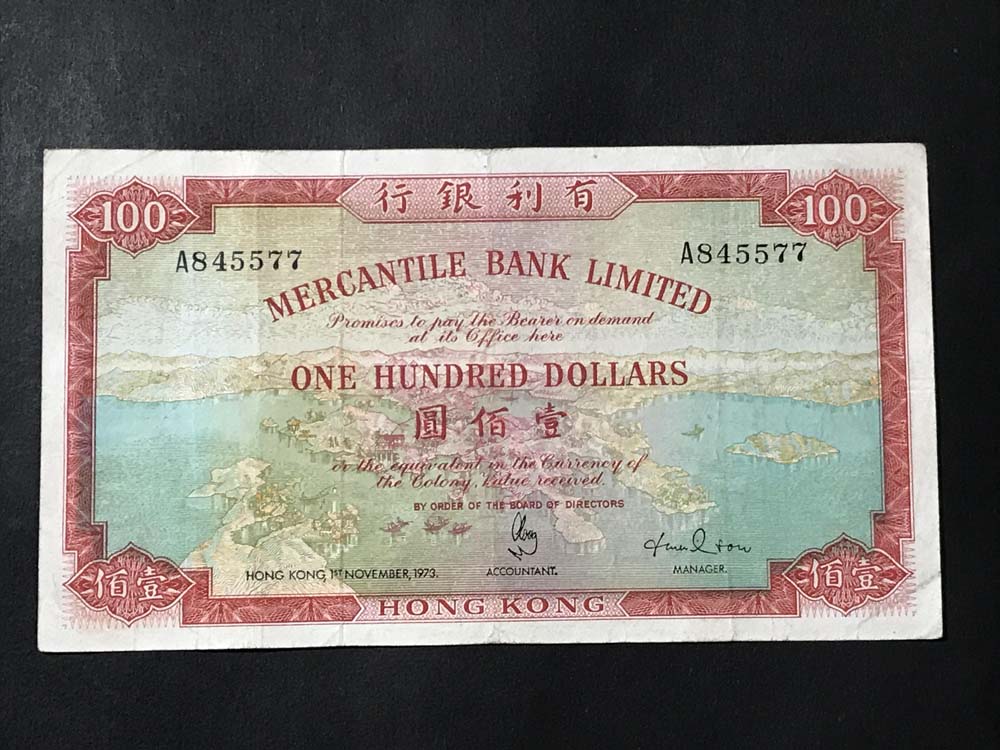 行銀利有
100 100
A845577 A845577
MERCANTILE BANK LIMITED
Promises to pay the Bearer on demand
at its Office here
ONE HUNDRED DOLLARS
圓佰壹
or the equivalent in the Currency of
the Colony, Value received.
BY ORDER OF THE BOARD OF DIRECTORS
HONG KONG, 1ST NOVEMBER, 1973. ACCOUNTANT. MANAGER.
佰壹 佰壹
HONG KONG